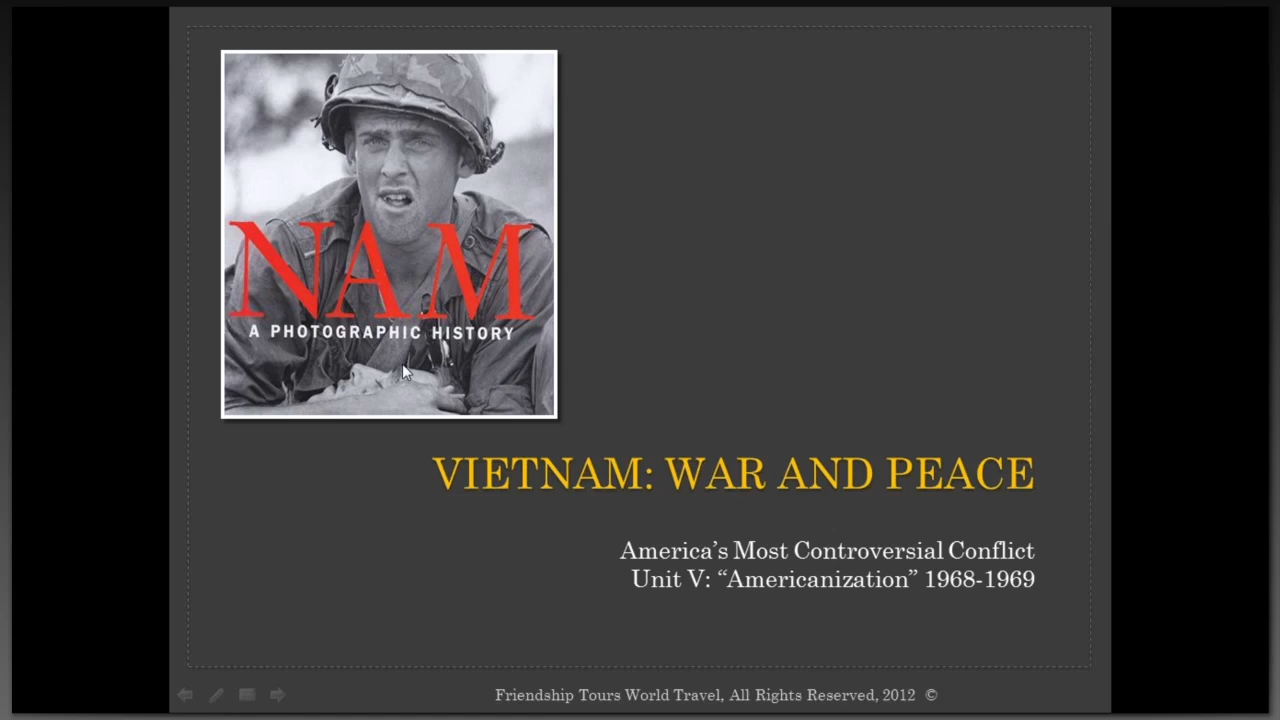 NAM
A PHOTOGRAPHIC HISTORY
VIETNAM: WAR AND PEACE
America’s Most Controversial Conflict
Unit V: “Americanization” 1968-1969
Friendship Tours World Travel, All Rights Reserved, 2012 ©